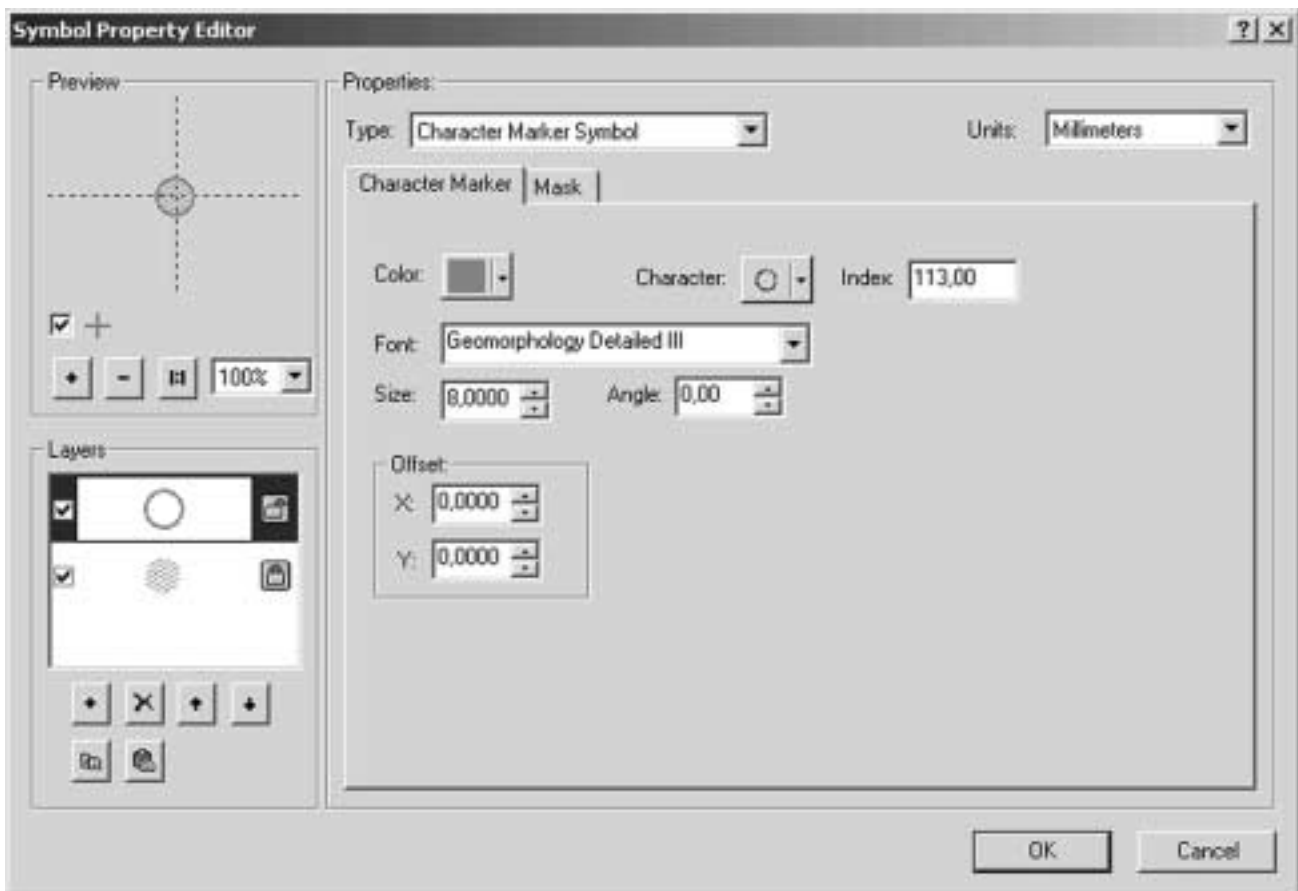 Symbol Property Editor
Preview
100%
Layers
Properties:
Type: Character Marker Symbol Units: Millimeters
Character Marker Mask
Color: Character: Index: 113,00
Font: Geomorphology Detailed III
Size: 8,0000 Angle: 0,00
Offset:
X: 0,0000
Y: 0,0000
OK Cancel